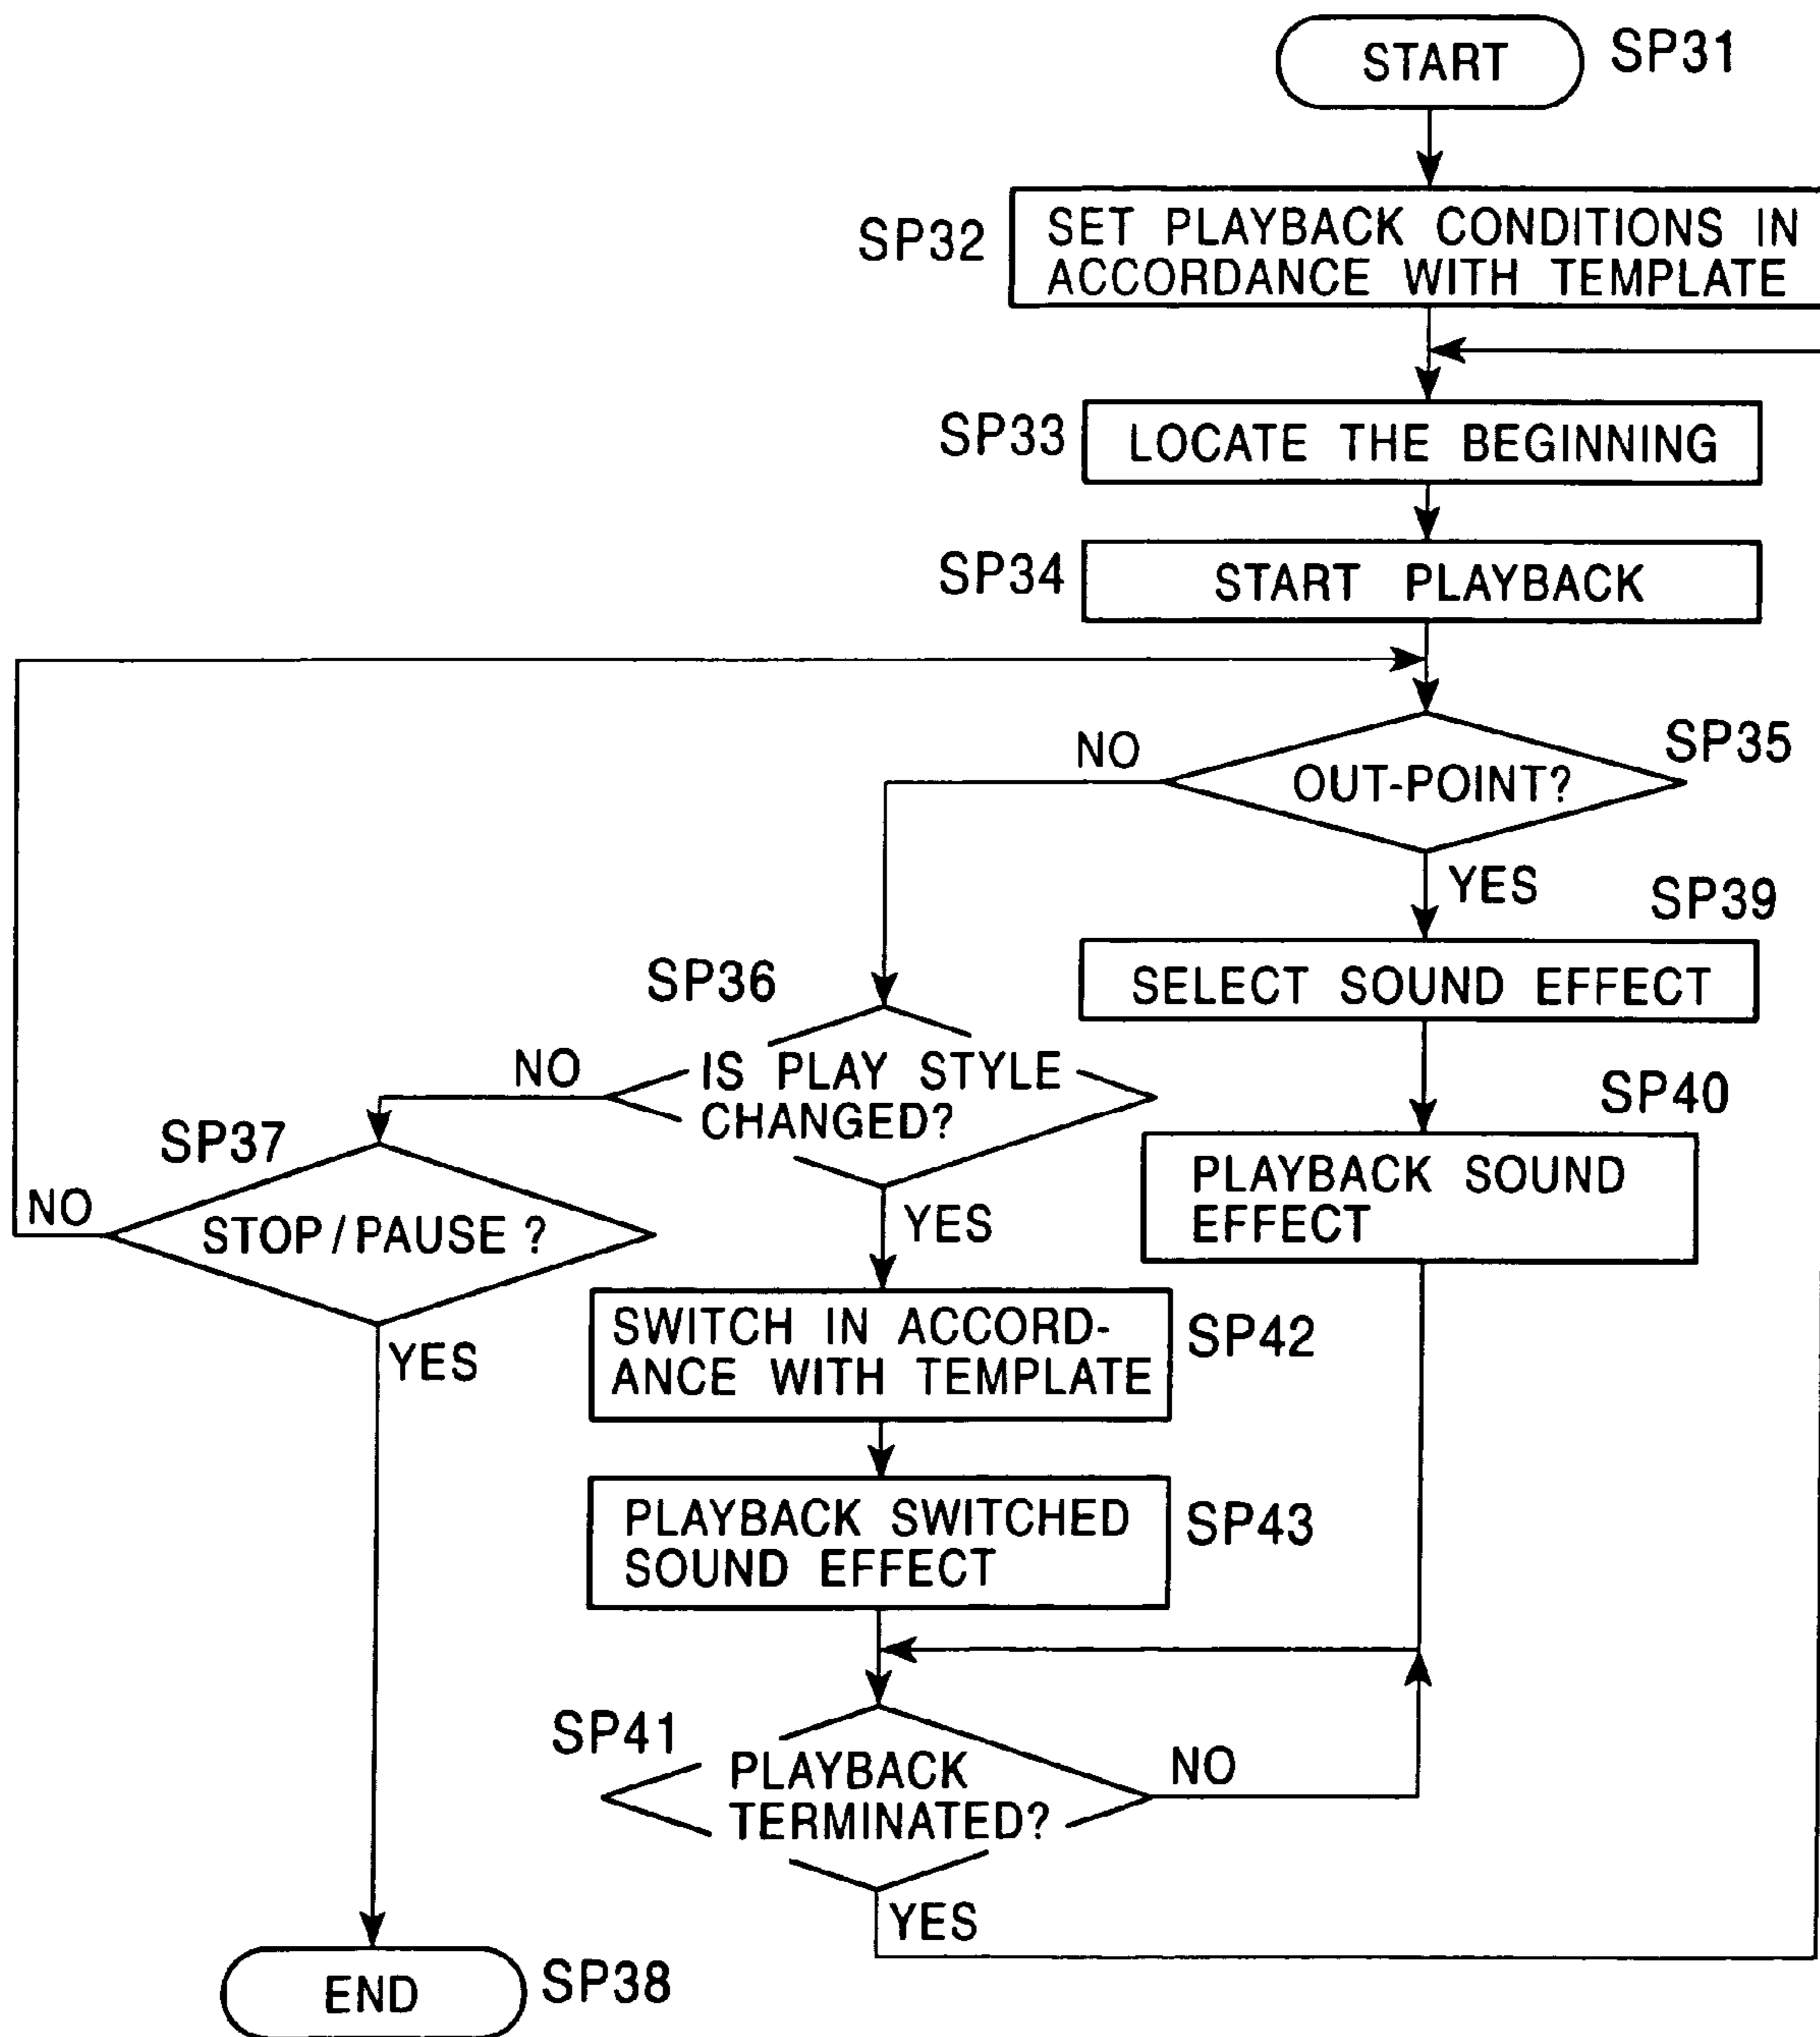 START
SP31
SP32
SET PLAYBACK CONDITIONS IN
ACCORDANCE WITH TEMPLATE
SP33
LOCATE THE BEGINNING
SP34
START PLAYBACK
SP35
NO
OUT-POINT?
YES
SP39
SELECT SOUND EFFECT
SP36
NO
IS PLAY STYLE
CHANGED?
SP40
PLAYBACK SOUND
EFFECT
SP37
NO
STOP/PAUSE ?
YES
YES
SWITCH IN ACCORD-
ANCE WITH TEMPLATE
SP42
PLAYBACK SWITCHED
SOUND EFFECT
SP43
SP41
PLAYBACK
TERMINATED?
NO
YES
END
SP38